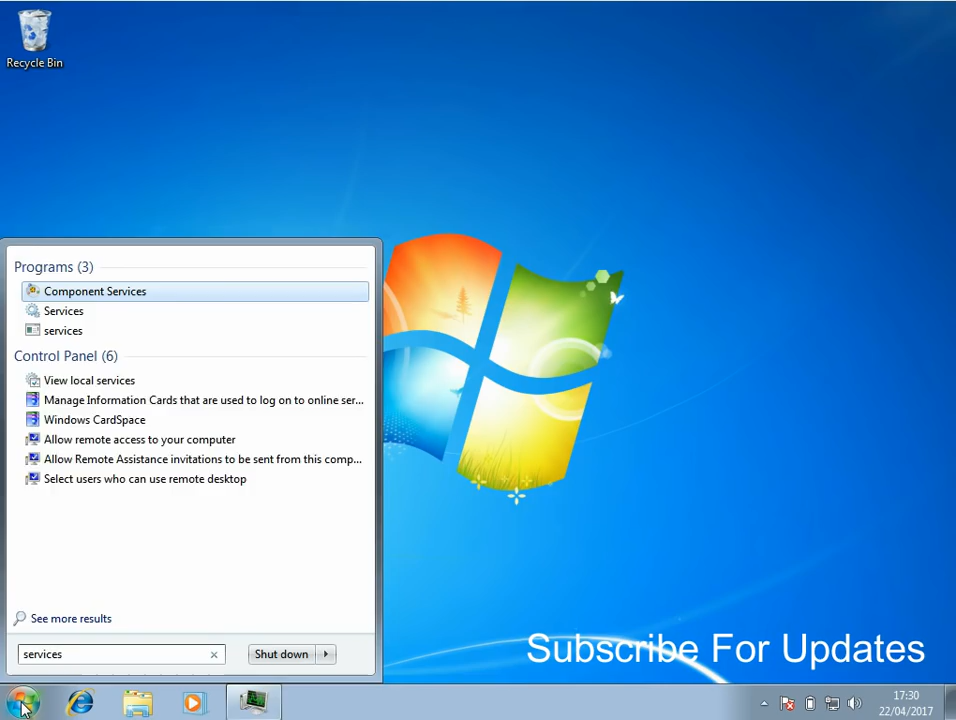 Recycle Bin
Programs (3)
Component Services
Services
services
Control Panel (6)
View local services
Manage Information Cards that are used to log on to online ser...
Windows CardSpace
Allow remote access to your computer
Allow Remote Assistance invitations to be sent from this comp...
Select users who can use remote desktop
See more results
services
Shut down
Subscribe For Updates
17:30
22/04/2017